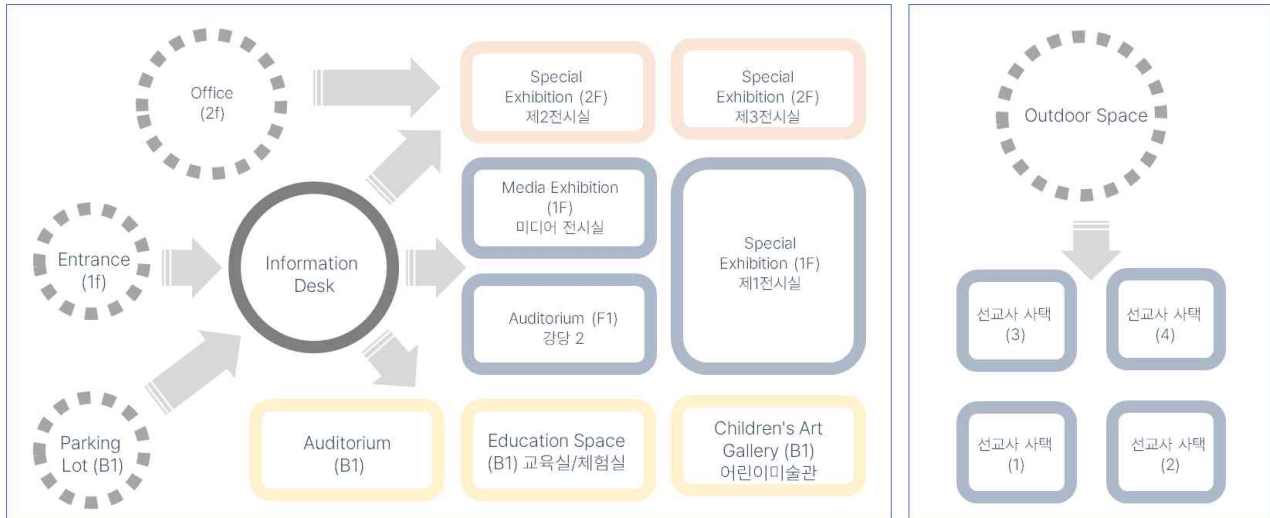 Office
(2f)
Special
Exhibition (2F)
제2전시실
Special
Exhibition (2F)
제3전시실
Entrance
(1f)
Information
Desk
Media Exhibition
(1F)
미디어 전시실
Special
Exhibition (1F)
제1전시실
Auditorium (F1)
강당 2
Parking
Lot (B1)
Auditorium
(B1)
Education Space
(B1) 교육실/체험실
Children's Art
Gallery (B1)
어린이미술관
Outdoor Space
선교사 사택
(3)
선교사 사택
(4)
선교사 사택
(1)
선교사 사택
(2)